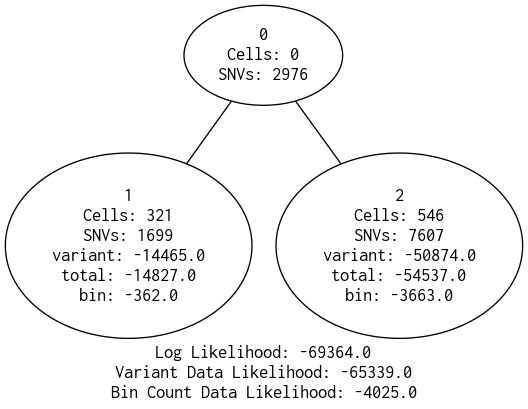 0
Cells: 0
SNVs: 2976
1
Cells: 321
SNVs: 1699
variant: -14465.0
total: -14827.0
bin: -362.0
2
Cells: 546
SNVs: 7607
variant: -50874.0
total: -54537.0
bin: -3663.0
Log Likelihood: -69364.0
Variant Data Likelihood: -65339.0
Bin Count Data Likelihood: -4025.0